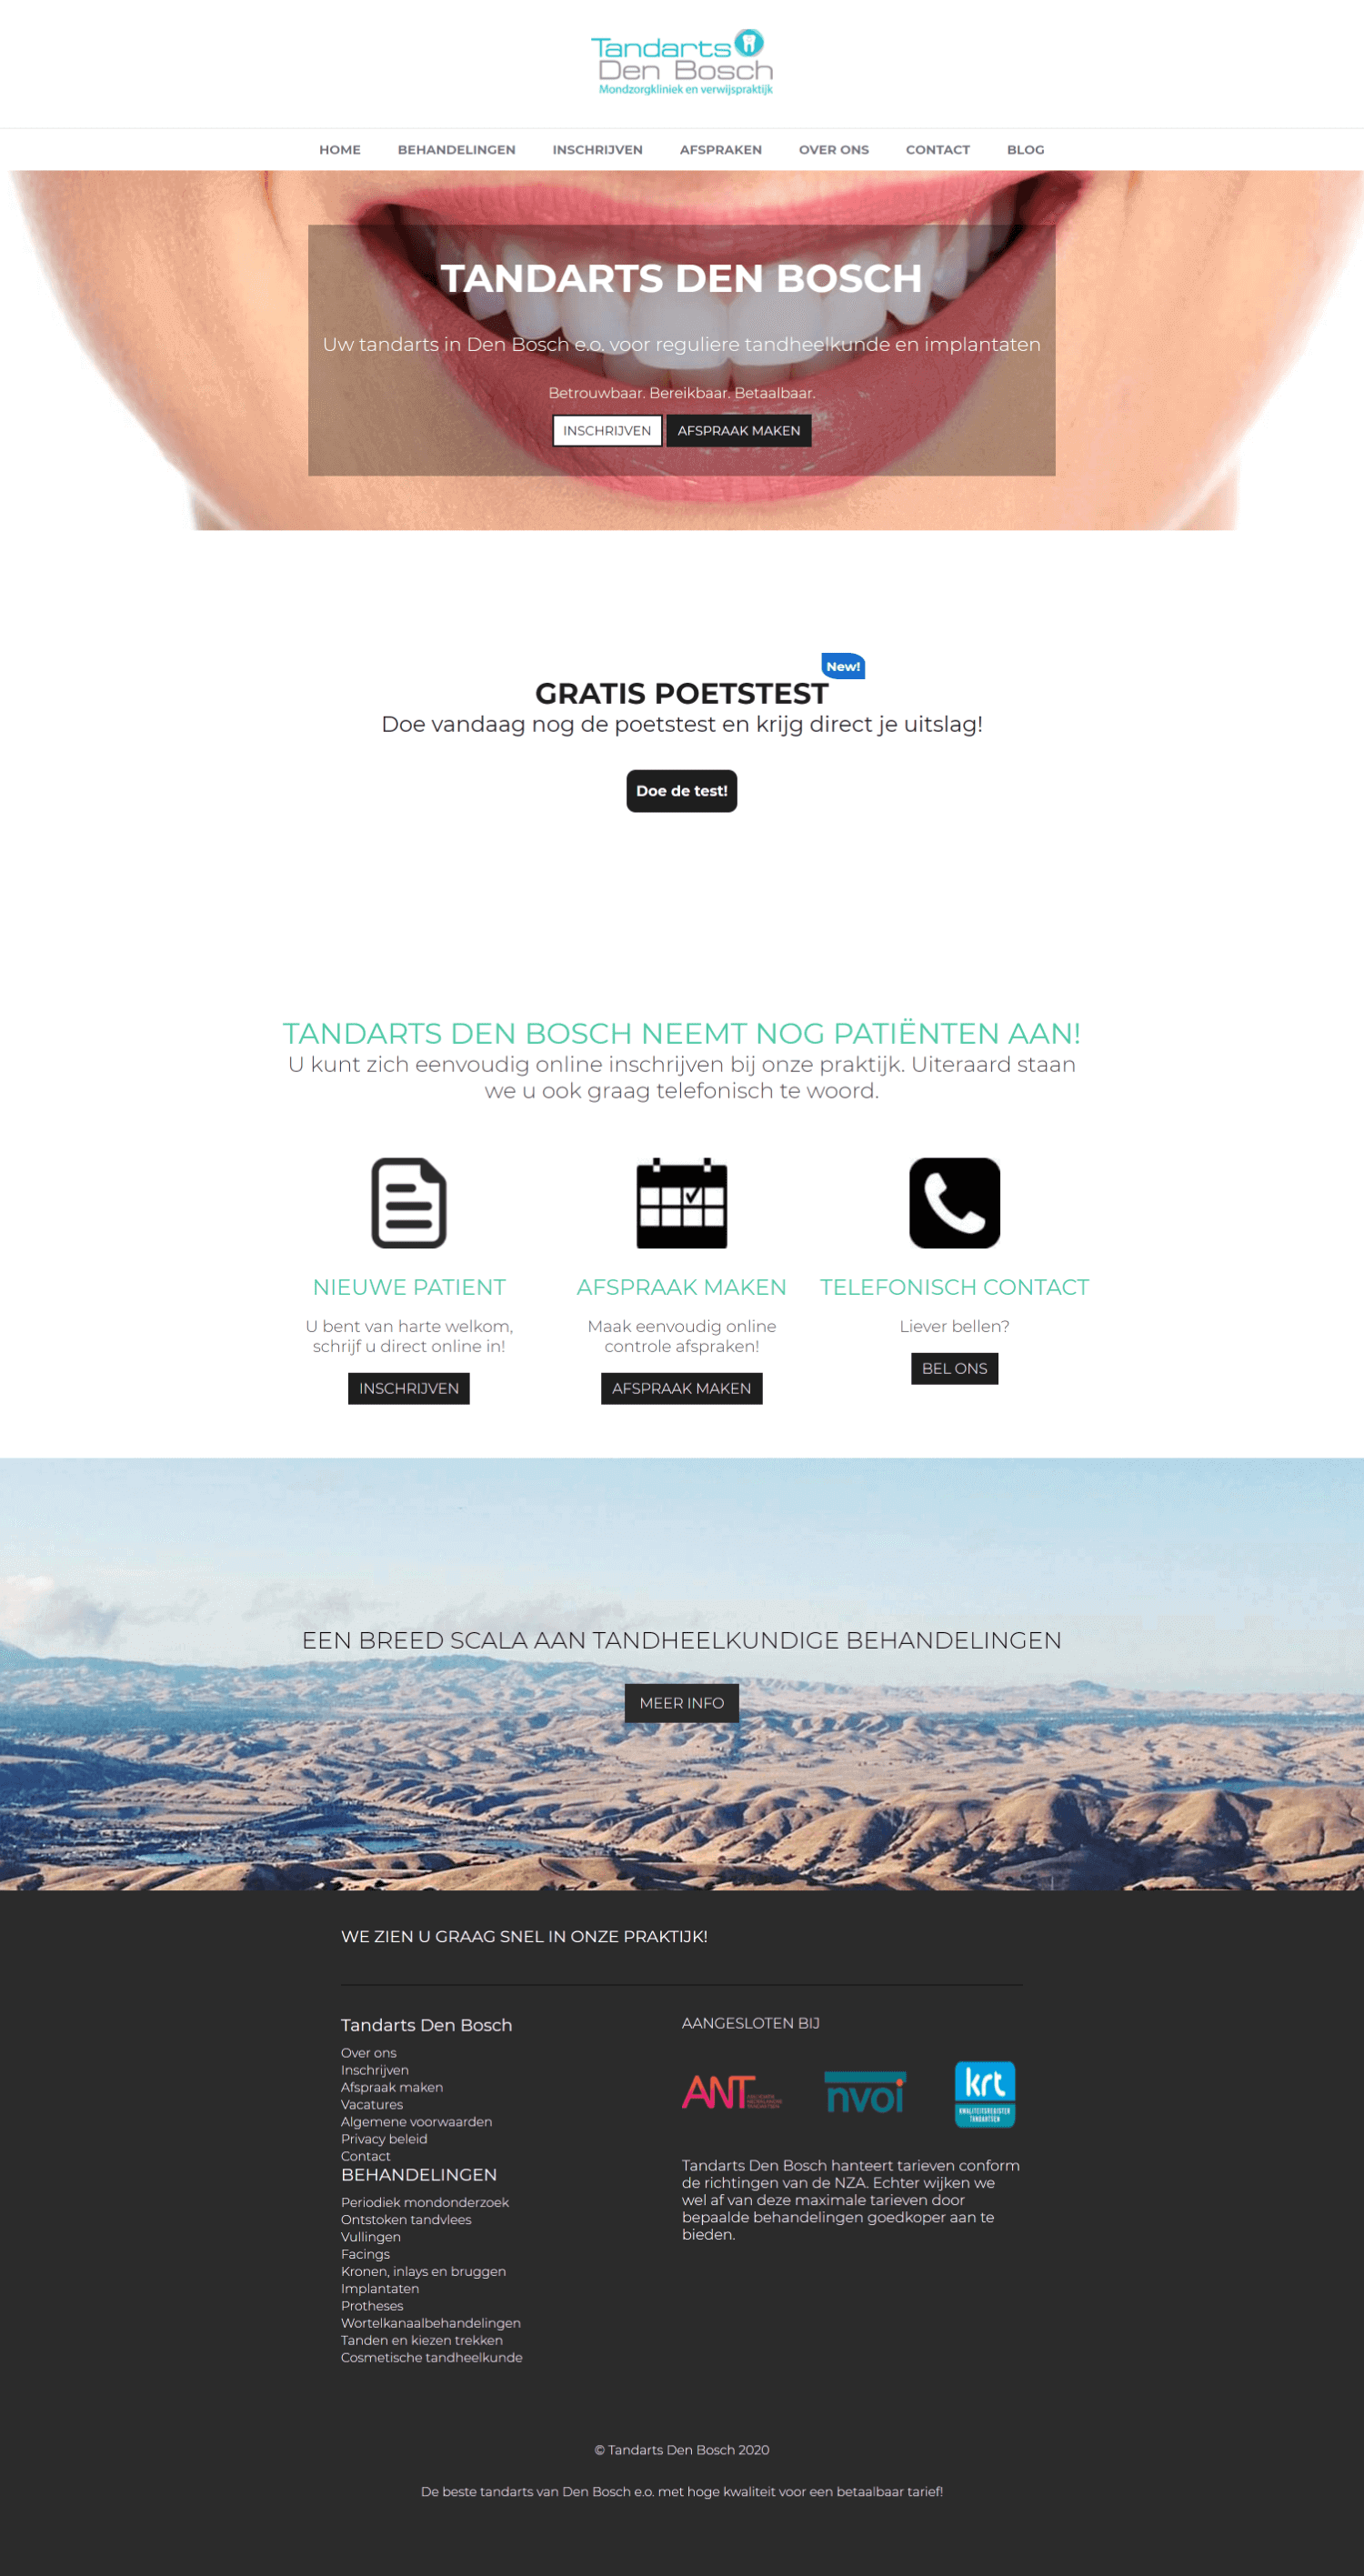 Tandarts
Den Bosch
Mondzorgkliniek en verwijspraktijk
HOME BEHANDELINGEN INSCHRIJVEN AFSPRAKEN OVER ONS CONTACT BLOG
TANDARTS DEN BOSCH
Uw tandarts in Den Bosch e.o. voor reguliere tandheelkunde en implantaten
Betrouwbaar. Bereikbaar. Betaalbaar.
INSCHRIJVEN AFSPRAAK MAKEN
New!
GRATIS POETSTEST
Doe vandaag nog de poetstest en krijg direct je uitslag!
Doe de test!
TANDARTS DEN BOSCH NEEMT NOG PATIËNTEN AAN!
U kunt zich eenvoudig online inschrijven bij onze praktijk. Uiteraard staan
we u ook graag telefonisch te woord.
NIEUWE PATIENT
U bent van harte welkom,
schrijf u direct online in!
INSCHRIJVEN
AFSPRAAK MAKEN
Maak eenvoudig online
controle afspraken!
AFSPRAAK MAKEN
TELEFONISCH CONTACT
Liever bellen?
BEL ONS
EEN BREED SCALA AAN TANDHEELKUNDIGE BEHANDELINGEN
MEER INFO
WE ZIEN U GRAAG SNEL IN ONZE PRAKTIJK!
Tandarts Den Bosch
Over ons
Inschrijven
Afspraak maken
Vacatures
Algemene voorwaarden
Privacy beleid
Contact
BEHANDELINGEN
Periodiek mondonderzoek
Ontstoken tandvlees
Vullingen
Facings
Kronen, inlays en bruggen
Implantaten
Protheses
Wortelkanaalbehandelingen
Tanden en kiezen trekken
Cosmetische tandheelkunde
AANGESLOTEN BIJ
ANT
nvoi
krt
KWALITEITSREGISTER
TANDARTSEN
Tandarts Den Bosch hanteert tarieven conform
de richtingen van de NZA. Echter wijken we
wel af van deze maximale tarieven door
bepaalde behandelingen goedkoper aan te
bieden.
© Tandarts Den Bosch 2020
De beste tandarts van Den Bosch e.o. met hoge kwaliteit voor een betaalbaar tarief!